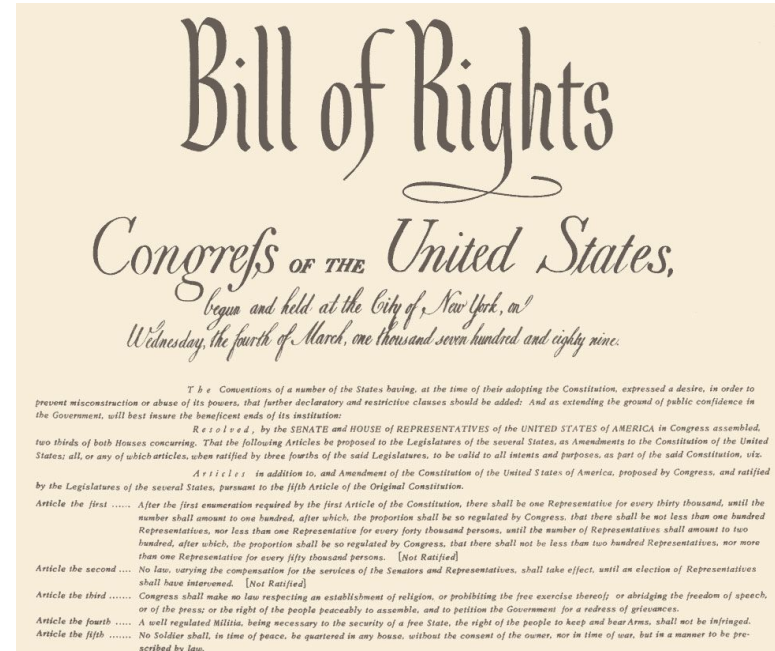 Bill of Rights
Congreſs OF THE United States,
begun and held at the City of New York, on
Wednesday, the fourth of March, one thousand seven hundred and eighty nine.
The Conventions of a number of the States having, at the time of their adopting the Constitution, expressed a desire, in order to
prevent misconstruction or abuse of its powers, that further declaratory and restrictive clauses should be added: And as extending the ground of public confidence in
the Government, will best insure the beneficent ends of its institution:
Resolved, by the SENATE and HOUSE of REPRESENTATIVES of the UNITED STATES of AMERICA in Congress assembled,
two thirds of both Houses concurring. That the following Articles be proposed to the Legislatures of the several States, as Amendments to the Constitution of the United
States; all, or any of which articles, when ratified by three fourths of the said Legislatures, to be valid to all intents and purposes, as part of the said Constitution, viz.
Articles in addition to, and Amendment of the Constitution of the United States of America, proposed by Congress, and ratified
by the Legislatures of the several States, pursuant to the fifth Article of the Original Constitution.
Article the first ...... After the first enumeration required by the first Article of the Constitution, there shall be one Representative for every thirty thousand, until the
number shall amount to one hundred, after which, the proportion shall be so regulated by Congress, that there shall be not less than one hundred
Representatives, nor less than one Representative for every forty thousand persons, until the number of Representatives shall amount to two
hundred, after which, the proportion shall be so regulated by Congress, that there shall not be less than two hundred Representatives, nor more
than one Representative for every fifty thousand persons. [Not Ratified]
Article the second .... No law, varying the compensation for the services of the Senators and Representatives, shall take effect, until an election of Representatives
shall have intervened. [Not Ratified]
Article the third ....... Congress shall make no law respecting an establishment of religion, or prohibiting the free exercise thereof; or abridging the freedom of speech,
or of the press; or the right of the people peaceably to assemble, and to petition the Government for a redress of grievances.
Article the fourth ..... A well regulated Militia, being necessary to the security of a free State, the right of the people to keep and bear Arms, shall not be infringed.
Article the fifth ....... No Soldier shall, in time of peace, be quartered in any house, without the consent of the owner, nor in time of war, but in a manner to be pre-
scribed by law.